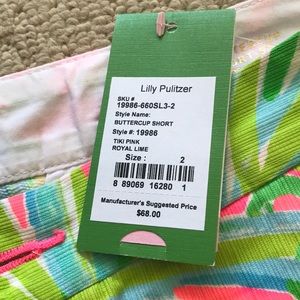 Lilly Pulitzer
SKU #
19986-660SL3-2
Style Name:
BUTTERCUP SHORT
Style #: 19986
TIKI PINK
ROYAL LIME
Size : 2
8 89069 16280 1
Manufacturer's Suggested Price
$68.00